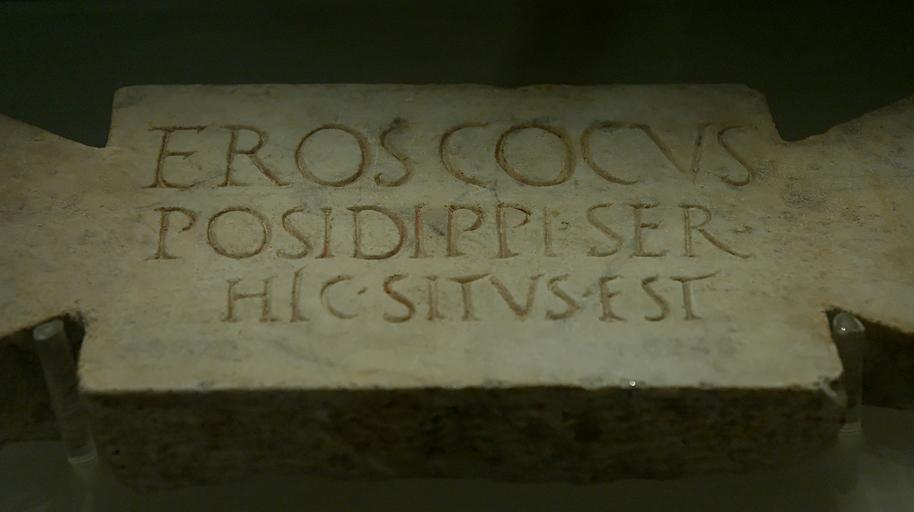 EROS COCVS
POSIDIPPI SER
HIC·SITVS·EST